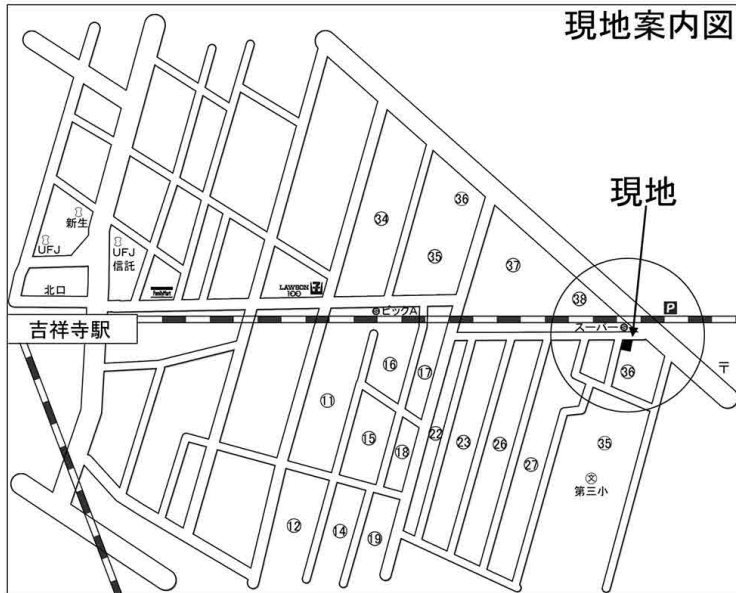 現地案内図
現地
34
36
35
37
38
新生
UFJ
UFJ
信託
北口
FamilyMart
LAWSON
100
ビックA
P
スーパー
吉祥寺駅
〒
16
17
36
11
15
18
22
23
26
27
35
文
第三小
12
14
19